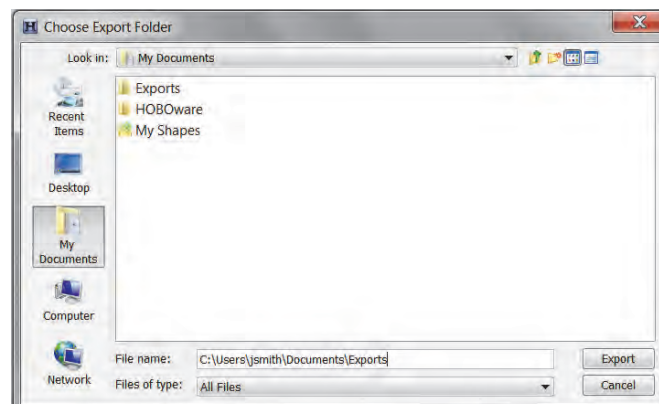 Choose Export Folder
Look in: My Documents
Recent
Items
Desktop
My
Documents
Computer
Network
Exports
HOBOware
My Shapes
File name: C:\Users\jsmith\Documents\Exports Export
Files of type: All Files Cancel